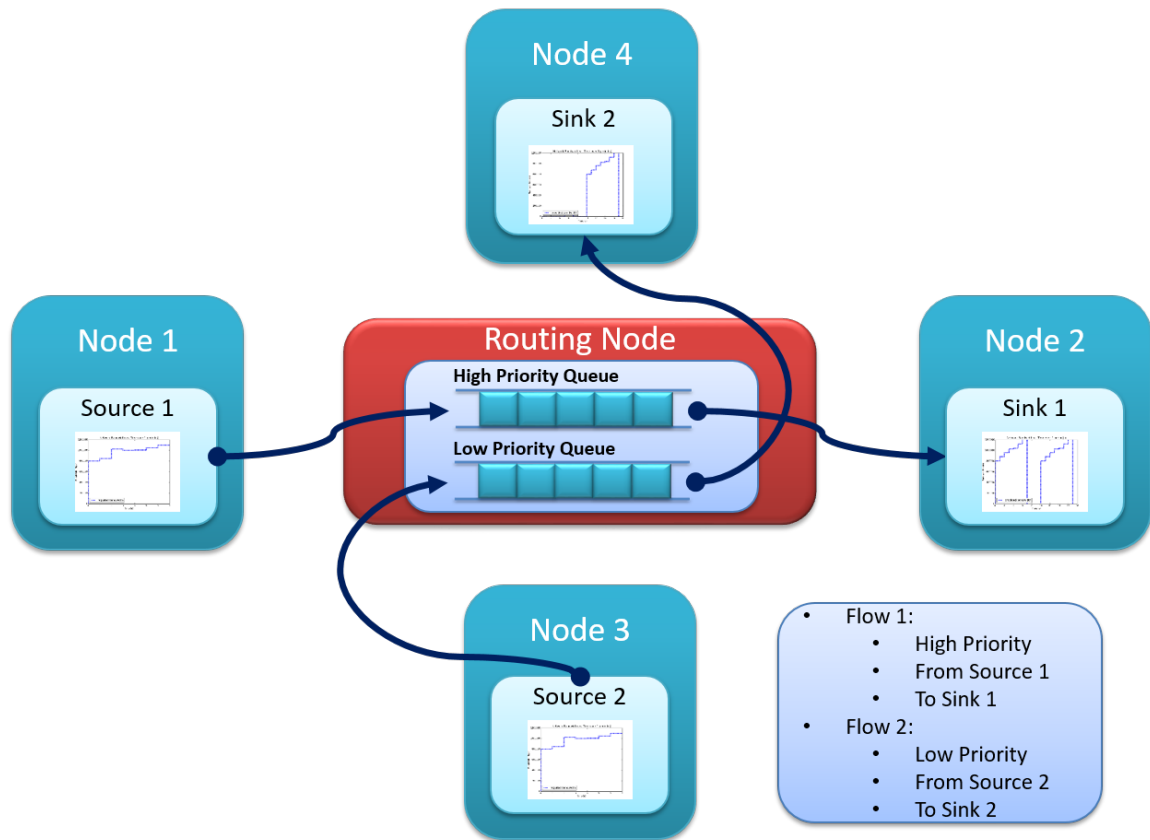 Node 4
Sink 2
Node 1
Source 1
Routing Node
High Priority Queue
Low Priority Queue
Node 2
Sink 1
Node 3
Source 2
• Flow 1:
• High Priority
• From Source 1
• To Sink 1
• Flow 2:
• Low Priority
• From Source 2
• To Sink 2